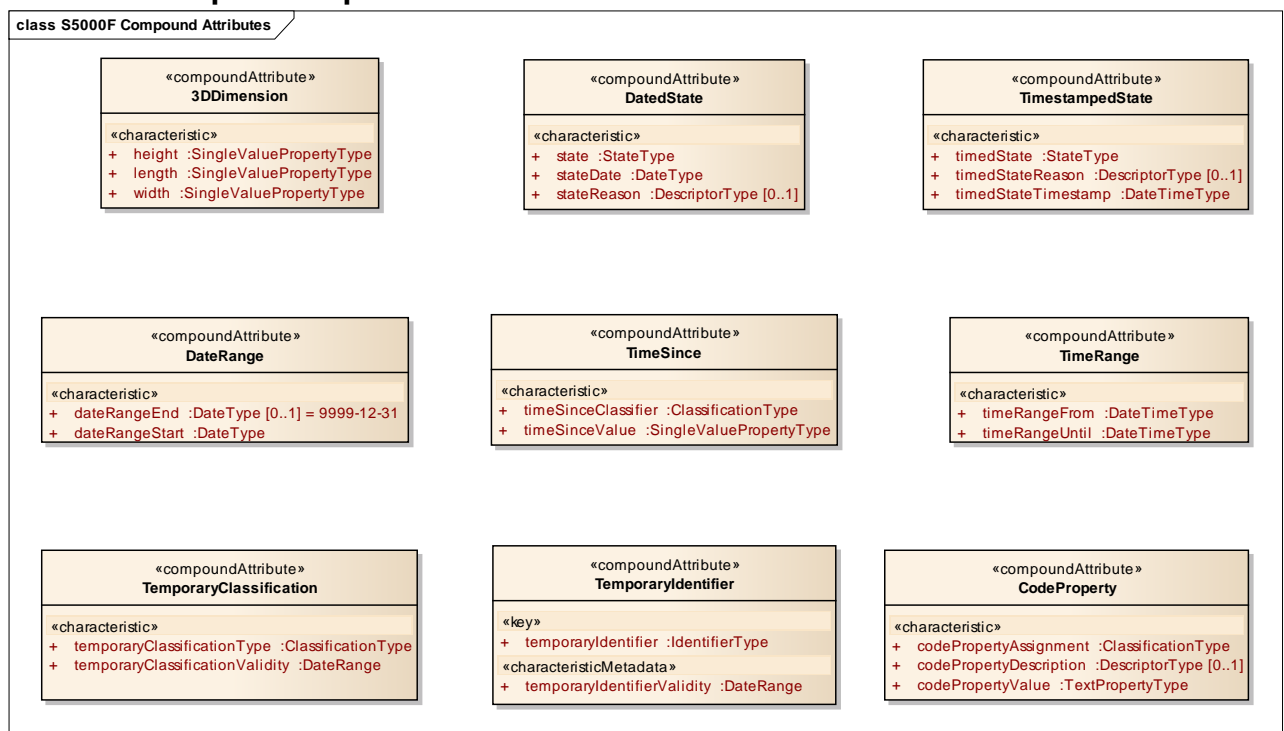 class S5000F Compound Attributes
«compoundAttribute»
3DDimension
«characteristic»
+ height :SingleValuePropertyType
+ length :SingleValuePropertyType
+ width :SingleValuePropertyType
«compoundAttribute»
DatedState
«characteristic»
+ state :StateType
+ stateDate :DateType
+ stateReason :DescriptorType [0..1]
«compoundAttribute»
TimestampedState
«characteristic»
+ timedState :StateType
+ timedStateReason :DescriptorType [0..1]
+ timedStateTimestamp :DateTimeType
«compoundAttribute»
DateRange
«characteristic»
+ dateRangeEnd :DateType [0..1] = 9999-12-31
+ dateRangeStart :DateType
«compoundAttribute»
TimeSince
«characteristic»
+ timeSinceClassifier :ClassificationType
+ timeSinceValue :SingleValuePropertyType
«compoundAttribute»
TimeRange
«characteristic»
+ timeRangeFrom :DateTimeType
+ timeRangeUntil :DateTimeType
«compoundAttribute»
TemporaryClassification
«characteristic»
+ temporaryClassificationType :ClassificationType
+ temporaryClassificationValidity :DateRange
«compoundAttribute»
TemporaryIdentifier
«key»
+ temporaryIdentifier :IdentifierType
«characteristicMetadata»
+ temporaryIdentifierValidity :DateRange
«compoundAttribute»
CodeProperty
«characteristic»
+ codePropertyAssignment :ClassificationType
+ codePropertyDescription :DescriptorType [0..1]
+ codePropertyValue :TextPropertyType